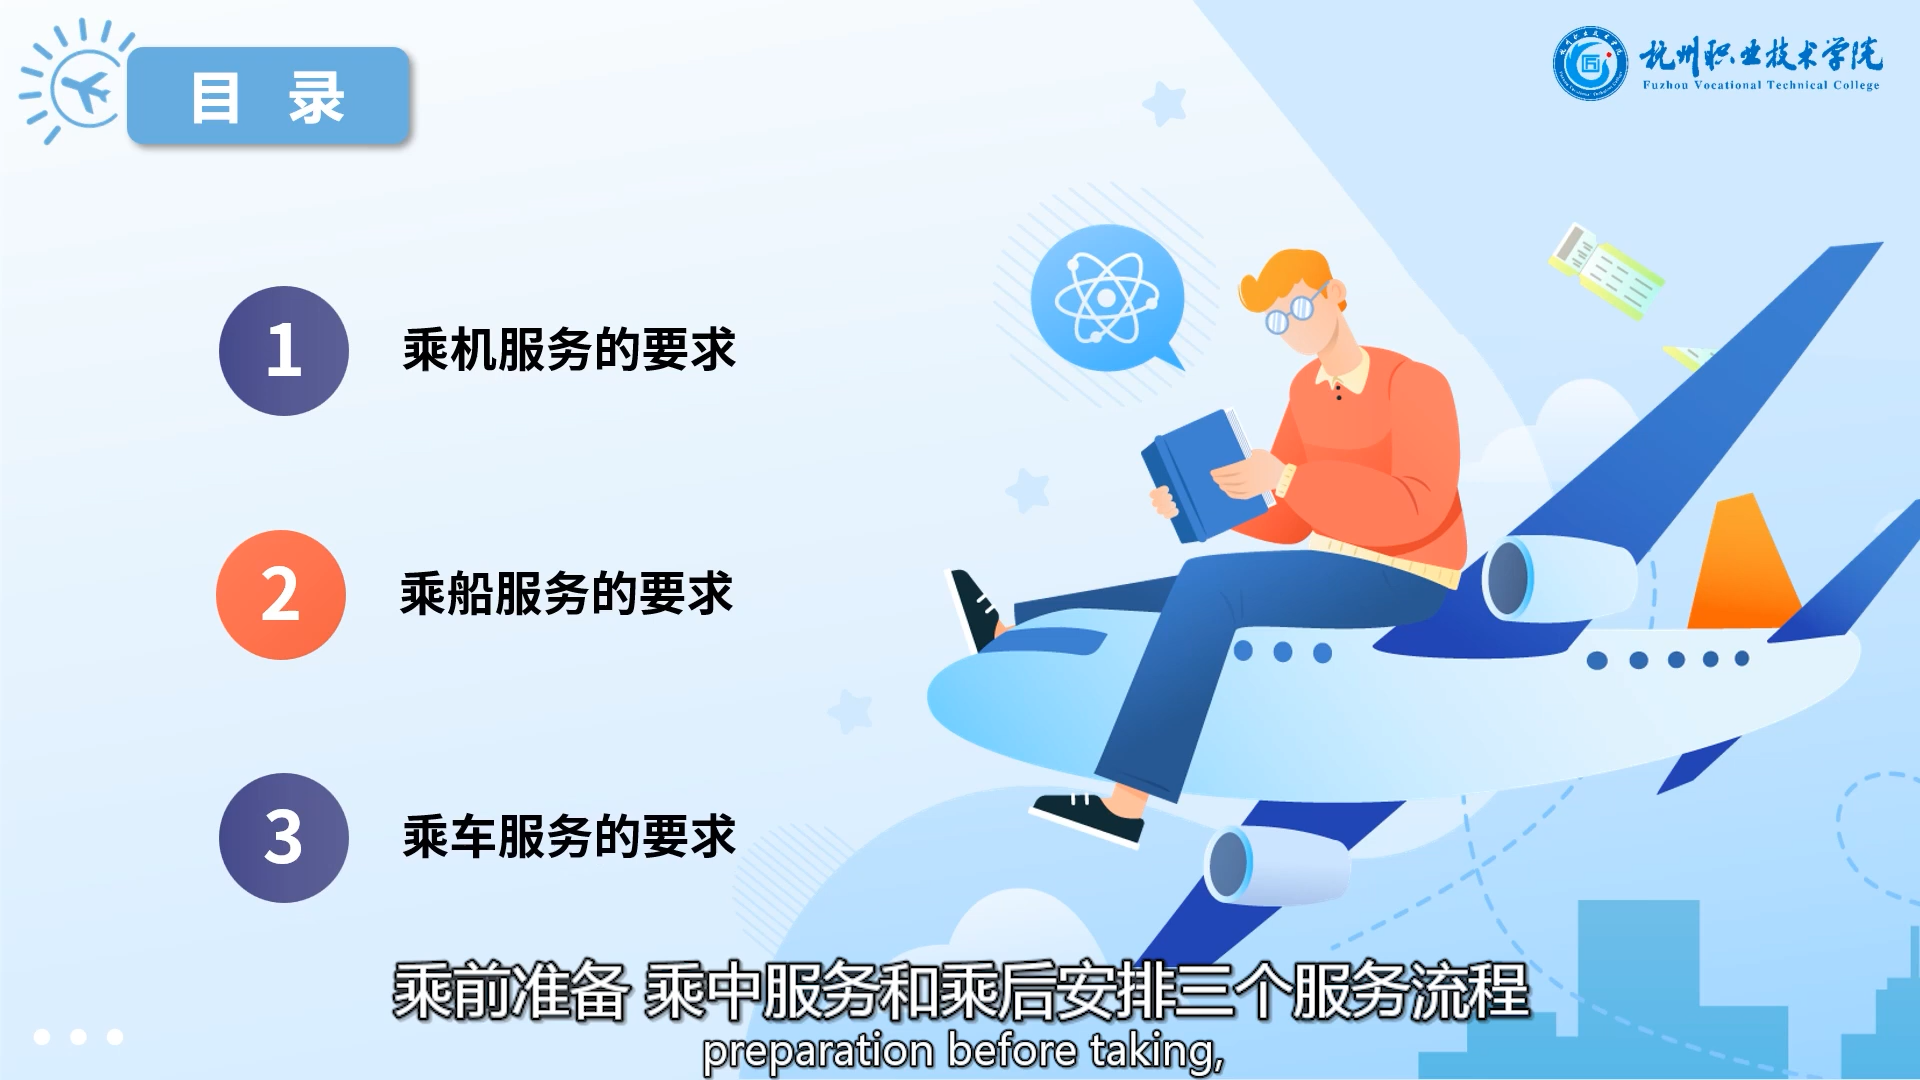 目 录
杭州职业技术学院
Fuzhou Vocational Technical College
1 乘机服务的要求
2 乘船服务的要求
3 乘车服务的要求
乘前准备 乘中服务和乘后安排三个服务流程
preparation before taking,